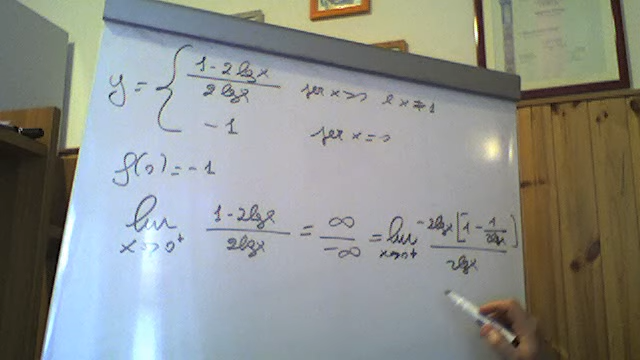 y = { (1 - 2 lg x) / (2 lg x) per x > 0 e x ≠ 1
-1 per x = 0
f(0) = -1
lim x→0⁺ (1 - 2 lg x) / (2 lg x) = ∞ / -∞ = lim x→0⁺ -2 lg x [1 - 1 / (2 lg x)] / (2 lg x)